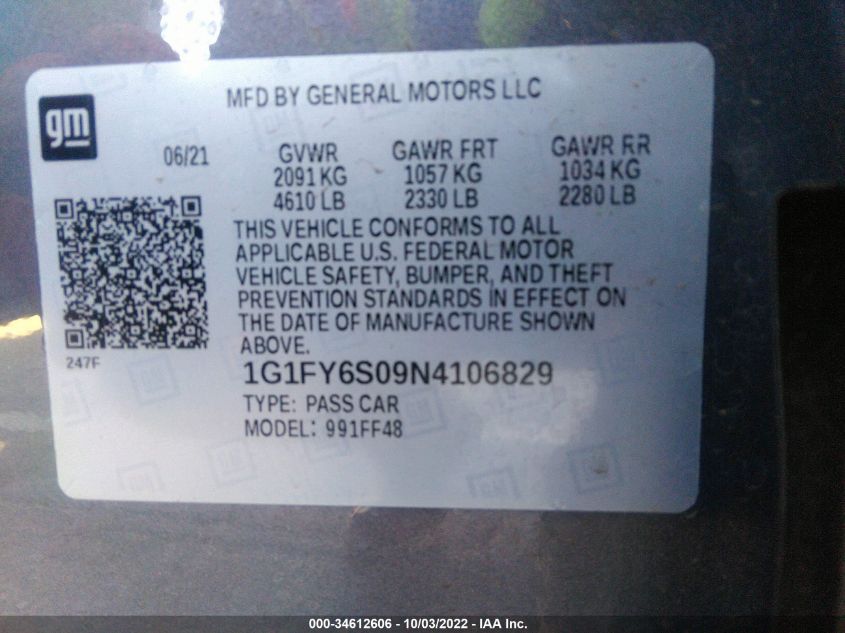 MFD BY GENERAL MOTORS LLC
gm
06/21
GVWR GAWR FRT GAWR RR
2091 KG 1057 KG 1034 KG
4610 LB 2330 LB 2280 LB
THIS VEHICLE CONFORMS TO ALL
APPLICABLE U.S. FEDERAL MOTOR
VEHICLE SAFETY, BUMPER, AND THEFT
PREVENTION STANDARDS IN EFFECT ON
THE DATE OF MANUFACTURE SHOWN
ABOVE.
247F
1G1FY6S09N4106829
TYPE: PASS CAR
MODEL: 991FF48
000-34612606 - 10/03/2022 - IAA Inc.